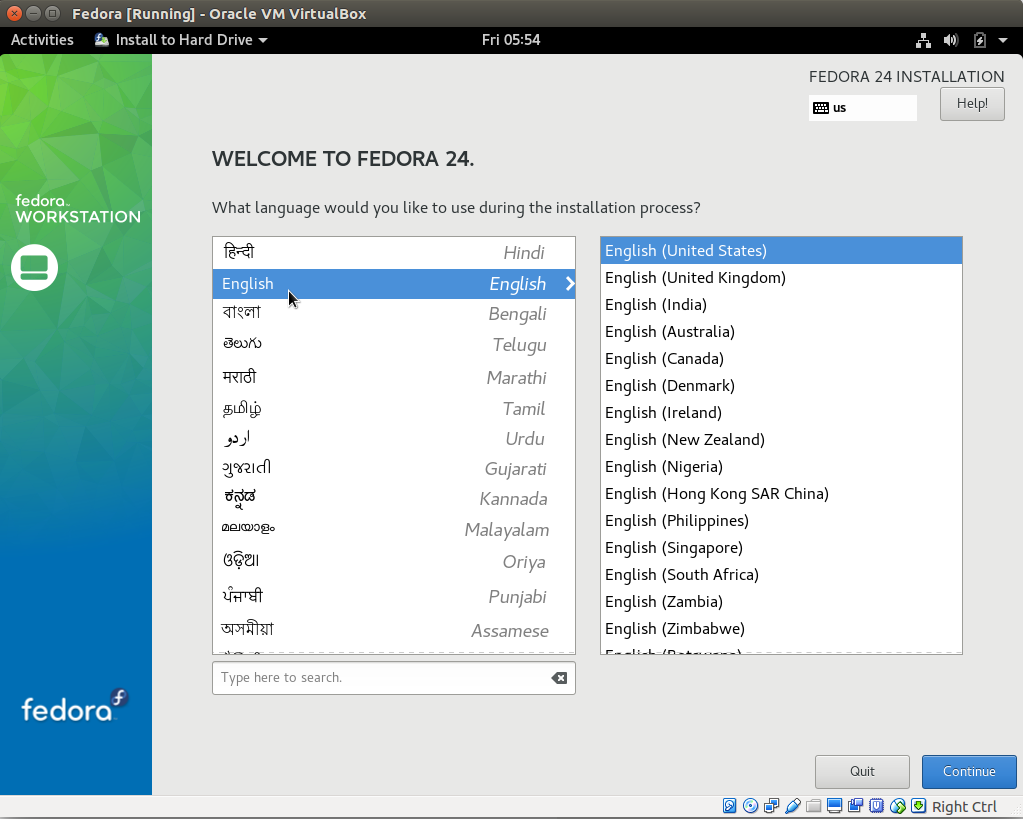 Fedora [Running] - Oracle VM VirtualBox
Activities Install to Hard Drive Fri 05:54
FEDORA 24 INSTALLATION
us Help!
fedora
WORKSTATION
WELCOME TO FEDORA 24.
What language would you like to use during the installation process?
हिन्दी Hindi
English English
বাংলা Bengali
తెలుగు Telugu
मराठी Marathi
தமிழ் Tamil
اردو Urdu
ગુજરાતી Gujarati
ಕನ್ನಡ Kannada
മലയാളം Malayalam
ଓଡ଼ିଆ Oriya
ਪੰਜਾਬੀ Punjabi
অসমীয়া Assamese
English (United States)
English (United Kingdom)
English (India)
English (Australia)
English (Canada)
English (Denmark)
English (Ireland)
English (New Zealand)
English (Nigeria)
English (Hong Kong SAR China)
English (Philippines)
English (Singapore)
English (South Africa)
English (Zambia)
English (Zimbabwe)
English (Botswana)
Type here to search.
fedora
Quit Continue
Right Ctrl